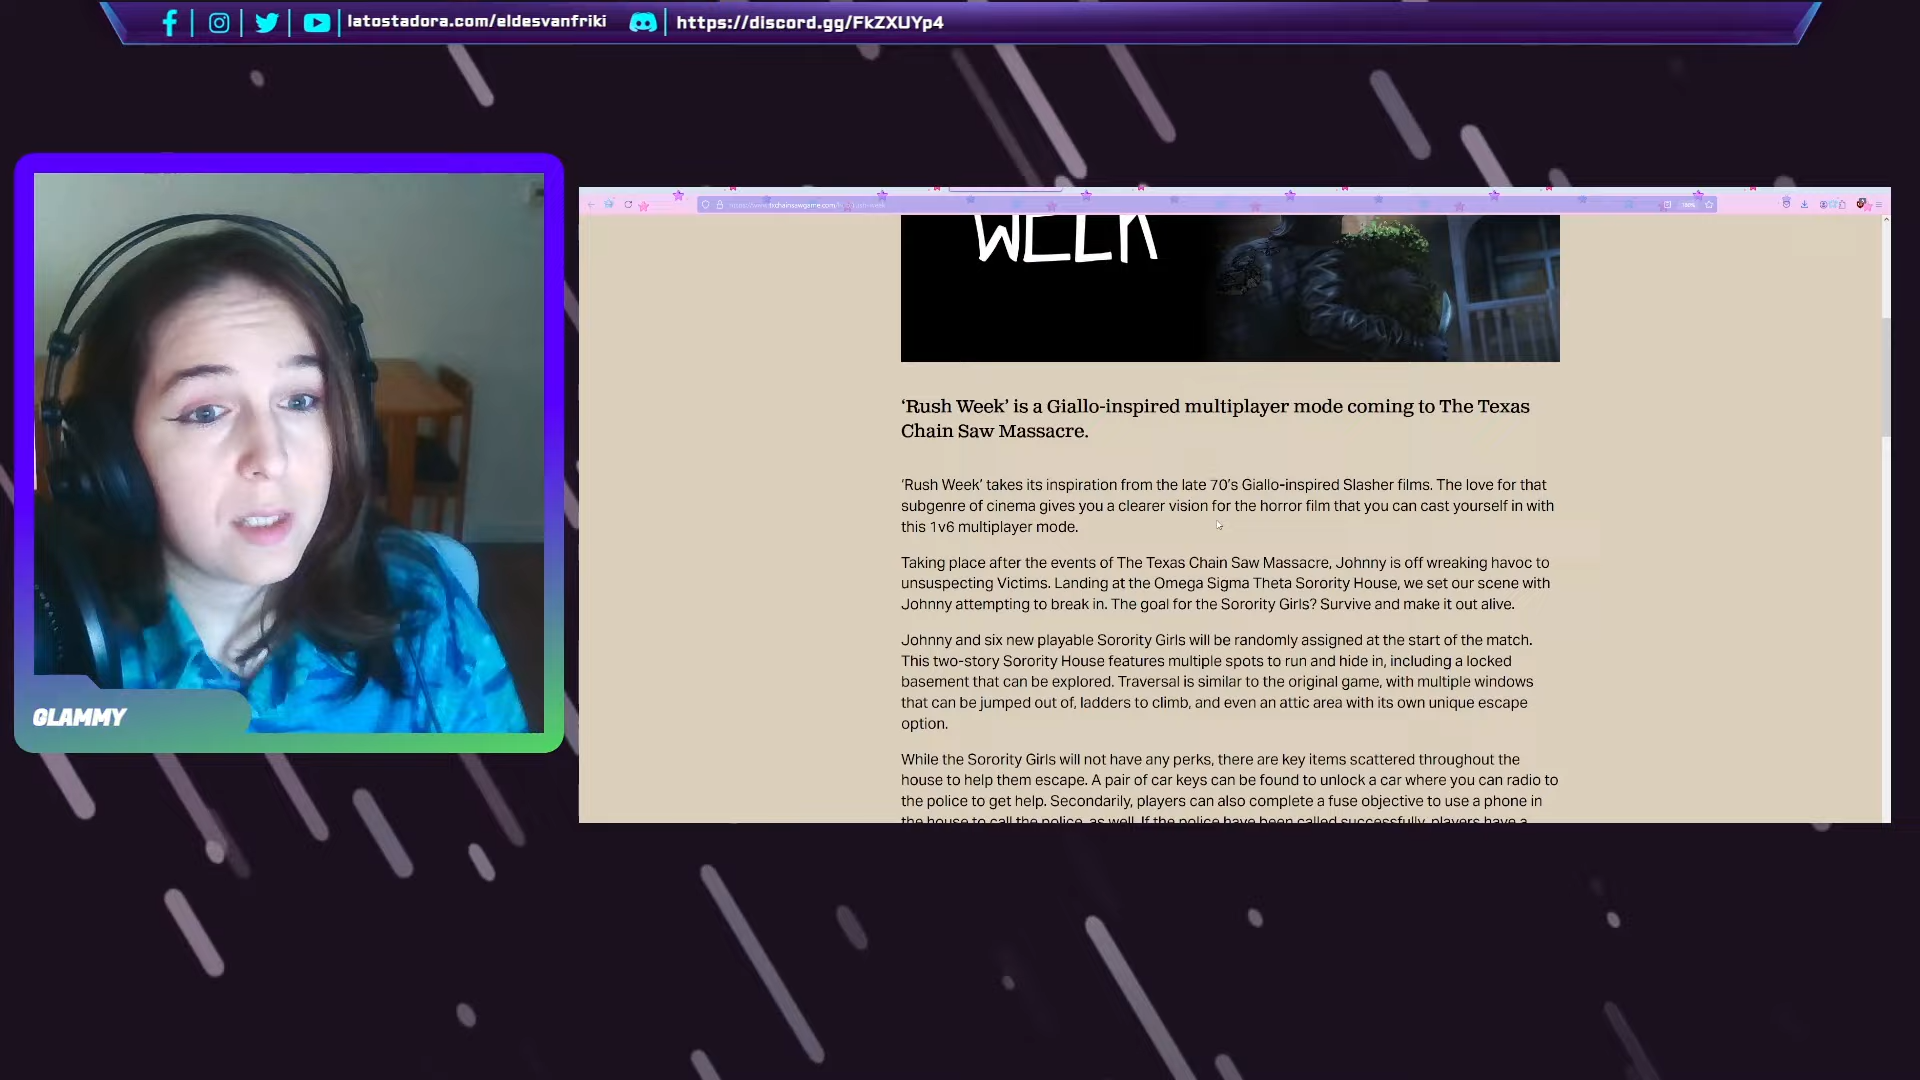 latostadora.com/eldesvanfriki
https://discord.gg/FkZXUYp4
WEEK
‘Rush Week’ is a Giallo-inspired multiplayer mode coming to The Texas
Chain Saw Massacre.
‘Rush Week’ takes its inspiration from the late 70’s Giallo-inspired Slasher films. The love for that
subgenre of cinema gives you a clearer vision for the horror film that you can cast yourself in with
this 1v6 multiplayer mode.
Taking place after the events of The Texas Chain Saw Massacre, Johnny is off wreaking havoc to
unsuspecting Victims. Landing at the Omega Sigma Theta Sorority House, we set our scene with
Johnny attempting to break in. The goal for the Sorority Girls? Survive and make it out alive.
Johnny and six new playable Sorority Girls will be randomly assigned at the start of the match.
This two-story Sorority House features multiple spots to run and hide in, including a locked
basement that can be explored. Traversal is similar to the original game, with multiple windows
that can be jumped out of, ladders to climb, and even an attic area with its own unique escape
option.
While the Sorority Girls will not have any perks, there are key items scattered throughout the
house to help them escape. A pair of car keys can be found to unlock a car where you can radio to
the police to get help. Secondarily, players can also complete a fuse objective to use a phone in
the house to call the police, as well. If the police have been called successfully, players have a
GLAMMY